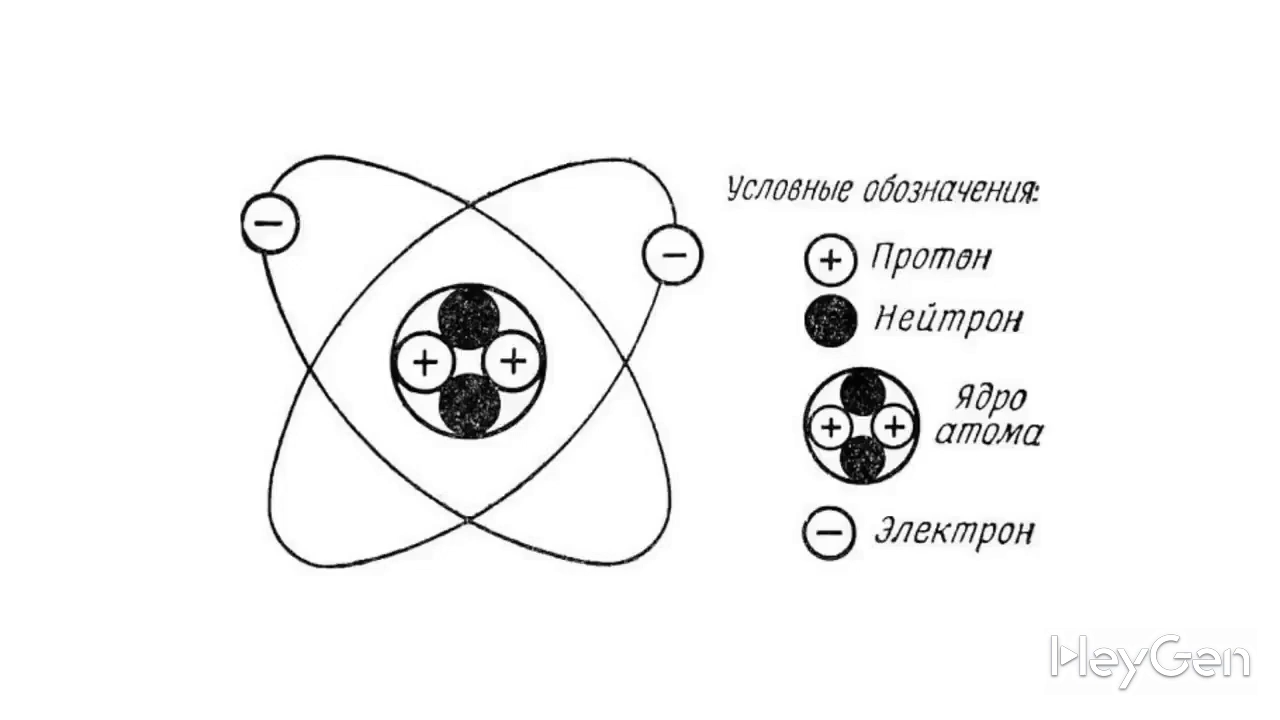 Условные обозначения:
Протон
Нейтрон
Ядро
атома
Электрон
HeyGen